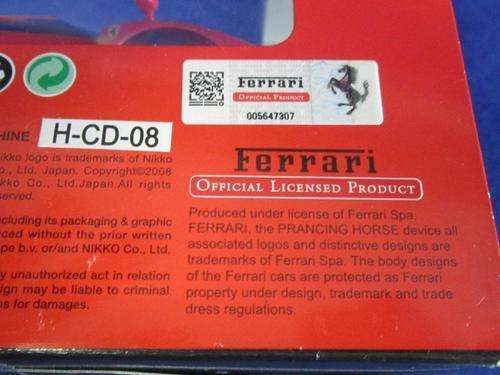 Ferrari
OFFICIAL PRODUCT
005647307
HINE H-CD-08
ikko logo is trademarks of Nikko
o., Ltd. Japan. Copyright©2008
kko Co., Ltd.Japan.All rights
served.
cluding its packaging & graphic
uced without the prior written
pe b.v. or/and NIKKO Co., Ltd.
y unauthorized act in relation
ign may be liable to criminal
ns for damages.
Ferrari
OFFICIAL LICENSED PRODUCT
Produced under license of Ferrari Spa.
FERRARI, the PRANCING HORSE device all
associated logos and distinctive designs are
trademarks of Ferrari Spa. The body designs
of the Ferrari cars are protected as Ferrari
property under design, trademark and trade
dress regulations.